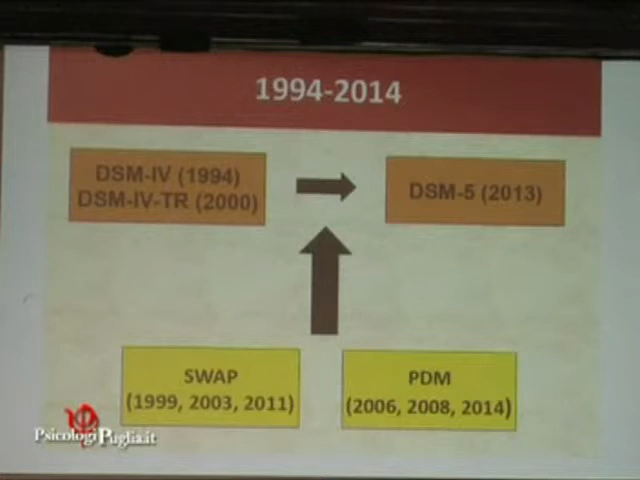 1994-2014
DSM-IV (1994)
DSM-IV-TR (2000)
DSM-5 (2013)
SWAP
(1999, 2003, 2011)
PDM
(2006, 2008, 2014)
PsicologiPuglia.it